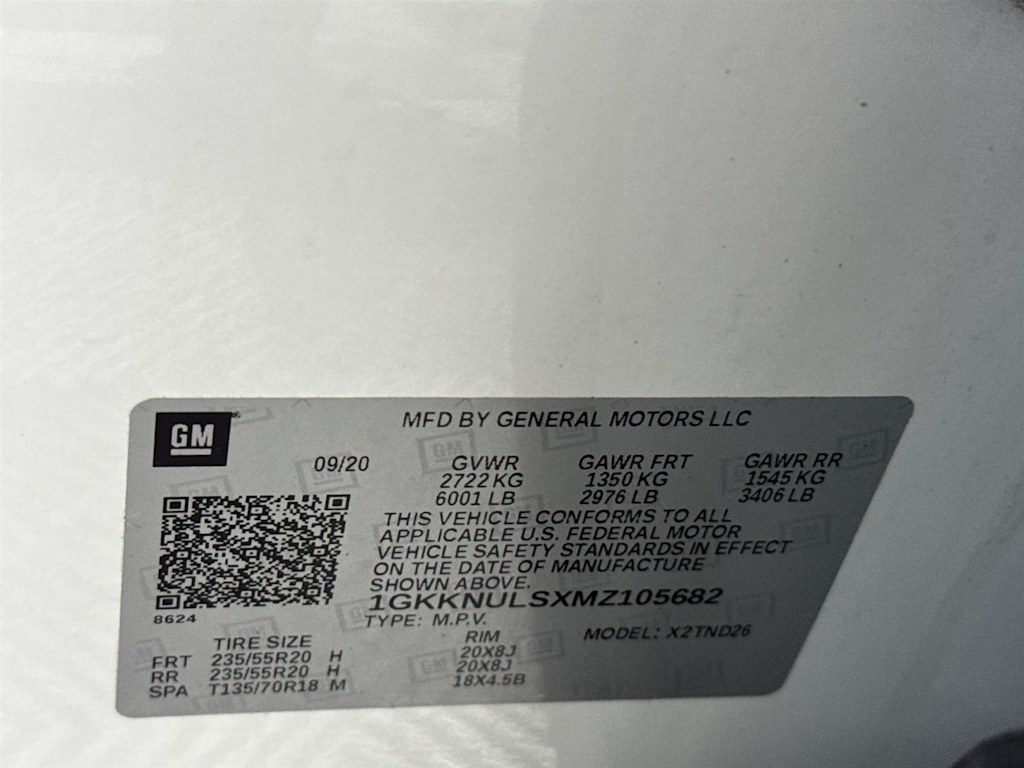 GM
MFD BY GENERAL MOTORS LLC
09/20 GVWR GAWR FRT GAWR RR
2722 KG 1350 KG 1545 KG
6001 LB 2976 LB 3406 LB
THIS VEHICLE CONFORMS TO ALL
APPLICABLE U.S. FEDERAL MOTOR
VEHICLE SAFETY STANDARDS IN EFFECT
ON THE DATE OF MANUFACTURE
SHOWN ABOVE.
1GKKNULSXMZ105682
8624 TYPE: M.P.V.
TIRE SIZE RIM MODEL: X2TND26
FRT 235/55R20 H 20X8J
RR 235/55R20 H 20X8J
SPA T135/70R18 M 18X4.5B